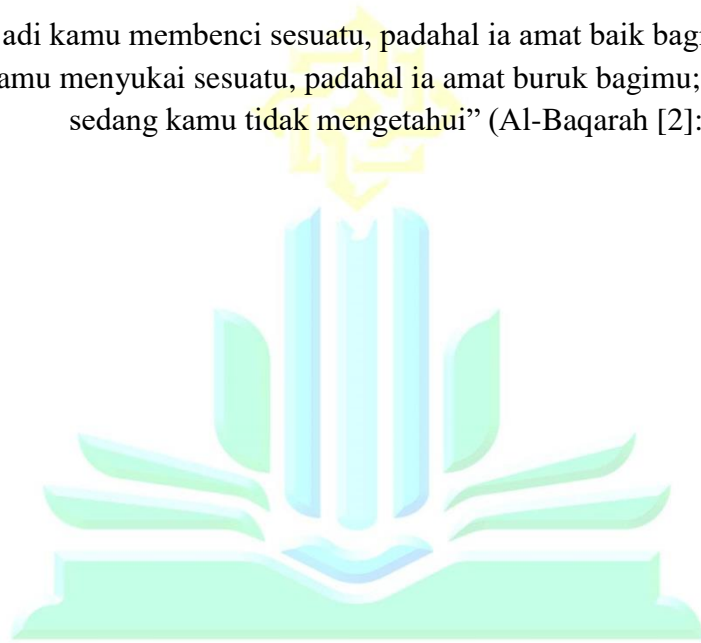 adi kamu membenci sesuatu, padahal ia amat baik bag
amu menyukai sesuatu, padahal ia amat buruk bagimu;
sedang kamu tidak mengetahui” (Al-Baqarah [2]: